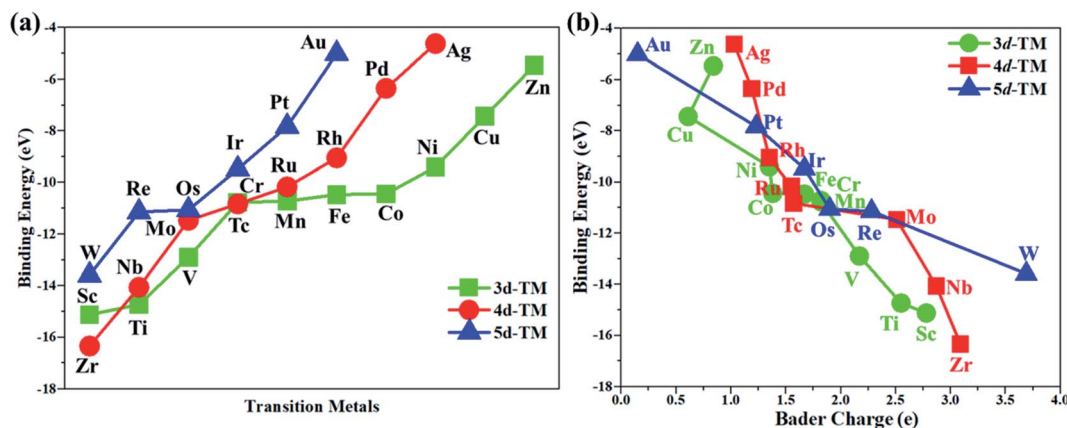 (a)
-4
-6
-8
-10
-12
-14
-16
-18
Binding Energy (eV)
Au
Ag
Pd
Zn
Pt
Rh
Cu
Ir
Ru
Ni
Cr
Re
Os
Mo
Tc
Mn
Fe
Co
W
Nb
V
Sc
Ti
Zr
3d-TM
4d-TM
5d-TM
Transition Metals
(b)
-4
-6
-8
-10
-12
-14
-16
-18
Binding Energy (eV)
Au
Zn
Ag
Pd
Cu
Pt
Rh
Ir
Ni
Ru
Fe
Cr
Co
Mn
Tc
Os
Re
Mo
W
V
Nb
Ti
Sc
Zr
3d-TM
4d-TM
5d-TM
0.0 0.5 1.0 1.5 2.0 2.5 3.0 3.5 4.0
Bader Charge (e)